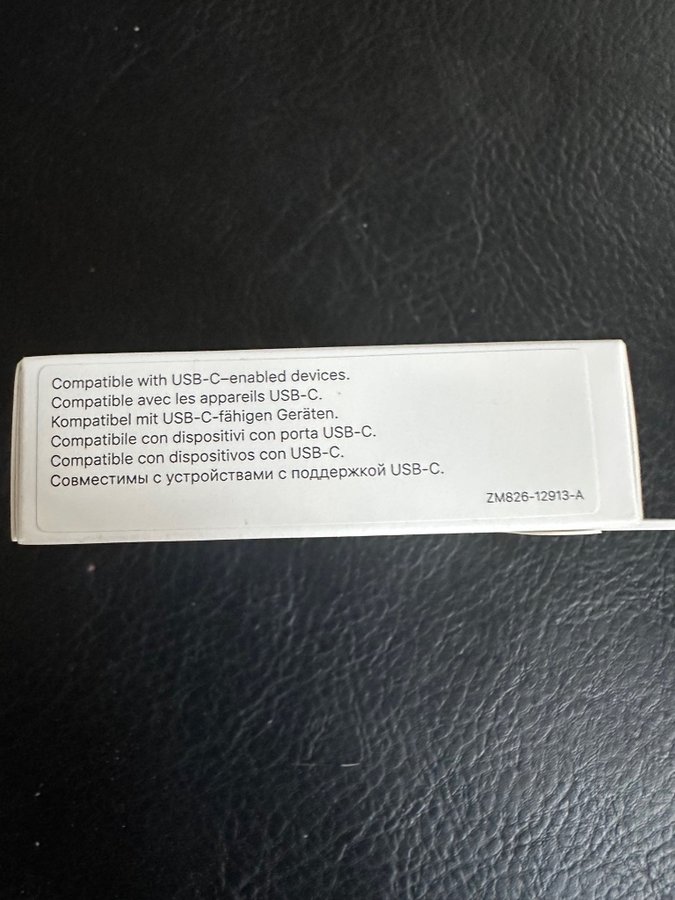 Compatible with USB-C–enabled devices.
Compatible avec les appareils USB-C.
Kompatibel mit USB-C-fähigen Geräten.
Compatibile con dispositivi con porta USB-C.
Compatible con dispositivos con USB-C.
Совместимы с устройствами с поддержкой USB-C.
ZM826-12913-A